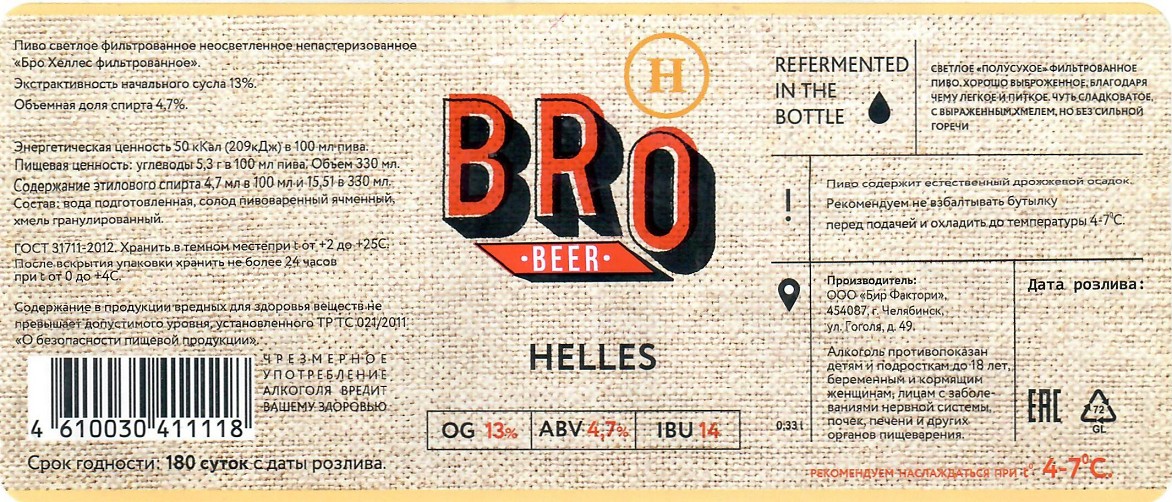 Пиво светлое фильтрованное неосветленное непастеризованное
«Бро Хеллес фильтрованное».
Экстрактивность начального сусла 13%.
Объемная доля спирта 4,7%.
Энергетическая ценность 50 кКал (209кДж) в 100 мл пива.
Пищевая ценность: углеводы 5,3 г в 100 мл пива. Объем 330 мл.
Содержание этилового спирта 4,7 мл в 100 мл и 15,51 в 330 мл.
Состав: вода подготовленная, солод пивоваренный ячменный,
хмель гранулированный.
ГОСТ 31711-2012. Хранить в темном местепри t от +2 до +25С.
После вскрытия упаковки хранить не более 24 часов
при t от 0 до +4С.
Содержание в продукции вредных для здоровья веществ не
превышает допустимого уровня, установленного ТР ТС 021/2011
«О безопасности пищевой продукции».
4 610030 411118
ЧРЕЗМЕРНОЕ
УПОТРЕБЛЕНИЕ
АЛКОГОЛЯ ВРЕДИТ
ВАШЕМУ ЗДОРОВЬЮ
Срок годности: 180 суток с даты розлива.
H
BRO
·BEER·
HELLES
OG 13%
ABV 4,7%
IBU 14
REFERMENTED
IN THE
BOTTLE
СВЕТЛОЕ «ПОЛУСУХОЕ» ФИЛЬТРОВАННОЕ
ПИВО. ХОРОШО ВЫБРОЖЕННОЕ, БЛАГОДАРЯ
ЧЕМУ ЛЕГКОЕ И ПИТКОЕ. ЧУТЬ СЛАДКОВАТОЕ,
С ВЫРАЖЕННЫМ ХМЕЛЕМ, НО БЕЗ СИЛЬНОЙ
ГОРЕЧИ
!
Пиво содержит естественный дрожжевой осадок.
Рекомендуем не взбалтывать бутылку
перед подачей и охладить до температуры 4-7°С.
Производитель:
ООО «Бир Фактори»,
454087, г. Челябинск,
ул. Гоголя, д. 49.
Дата розлива:
Алкоголь противопоказан
детям и подросткам до 18 лет,
беременным и кормящим
женщинам, лицам с заболе-
ваниями нервной системы,
почек, печени и других
органов пищеварения.
0,33 l
EAC
72
GL
РЕКОМЕНДУЕМ НАСЛАЖДАТЬСЯ ПРИ t° 4-7°С.